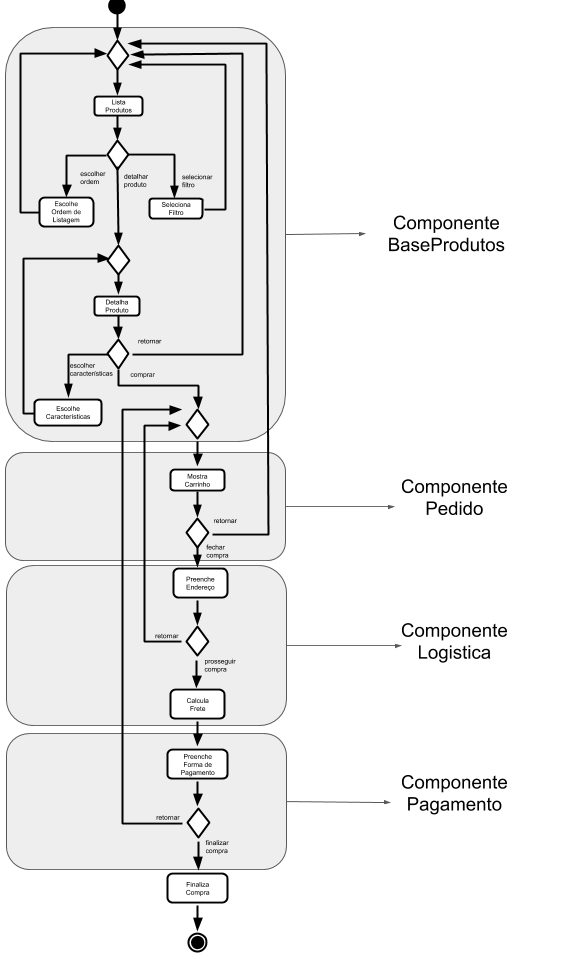 Lista
Produtos
escolher
ordem
detalhar
produto
selecionar
filtro
Escolhe
Ordem de
Listagem
Seleciona
Filtro
Componente
BaseProdutos
Detalha
Produto
retornar
escolher
características
comprar
Escolhe
Características
Mostra
Carrinho
Componente
Pedido
retornar
fechar
compra
Preenche
Endereço
retornar
Componente
Logistica
prosseguir
compra
Calcula
Frete
Preenche
Forma de
Pagamento
Componente
Pagamento
retornar
finalizar
compra
Finaliza
Compra